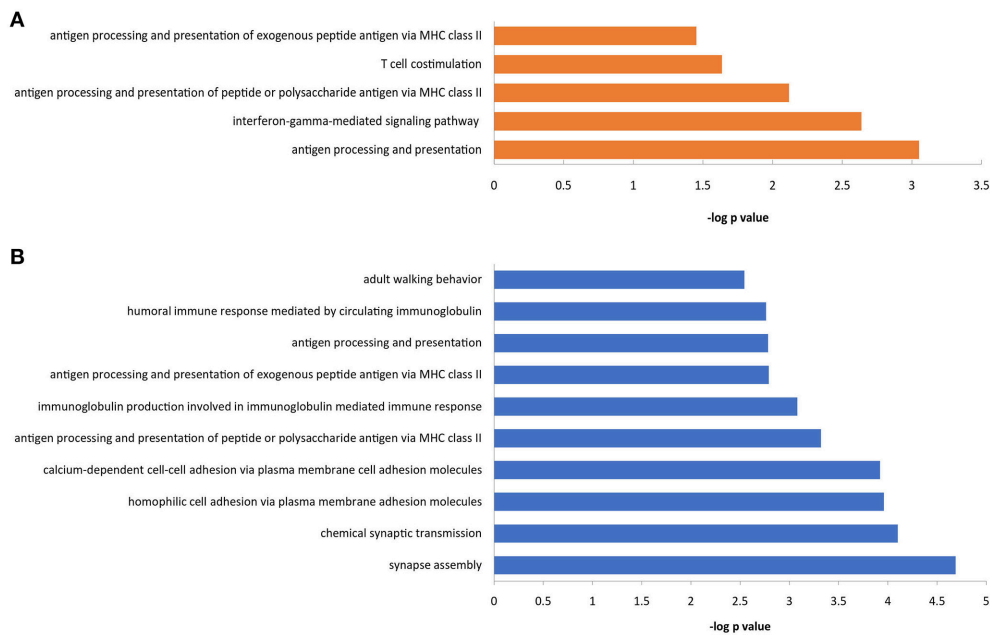 A
antigen processing and presentation of exogenous peptide antigen via MHC class II
T cell costimulation
antigen processing and presentation of peptide or polysaccharide antigen via MHC class II
interferon-gamma-mediated signaling pathway
antigen processing and presentation
0 0.5 1 1.5 2 2.5 3 3.5
-log p value
B
adult walking behavior
humoral immune response mediated by circulating immunoglobulin
antigen processing and presentation
antigen processing and presentation of exogenous peptide antigen via MHC class II
immunoglobulin production involved in immunoglobulin mediated immune response
antigen processing and presentation of peptide or polysaccharide antigen via MHC class II
calcium-dependent cell-cell adhesion via plasma membrane cell adhesion molecules
homophilic cell adhesion via plasma membrane adhesion molecules
chemical synaptic transmission
synapse assembly
0 0.5 1 1.5 2 2.5 3 3.5 4 4.5 5
-log p value